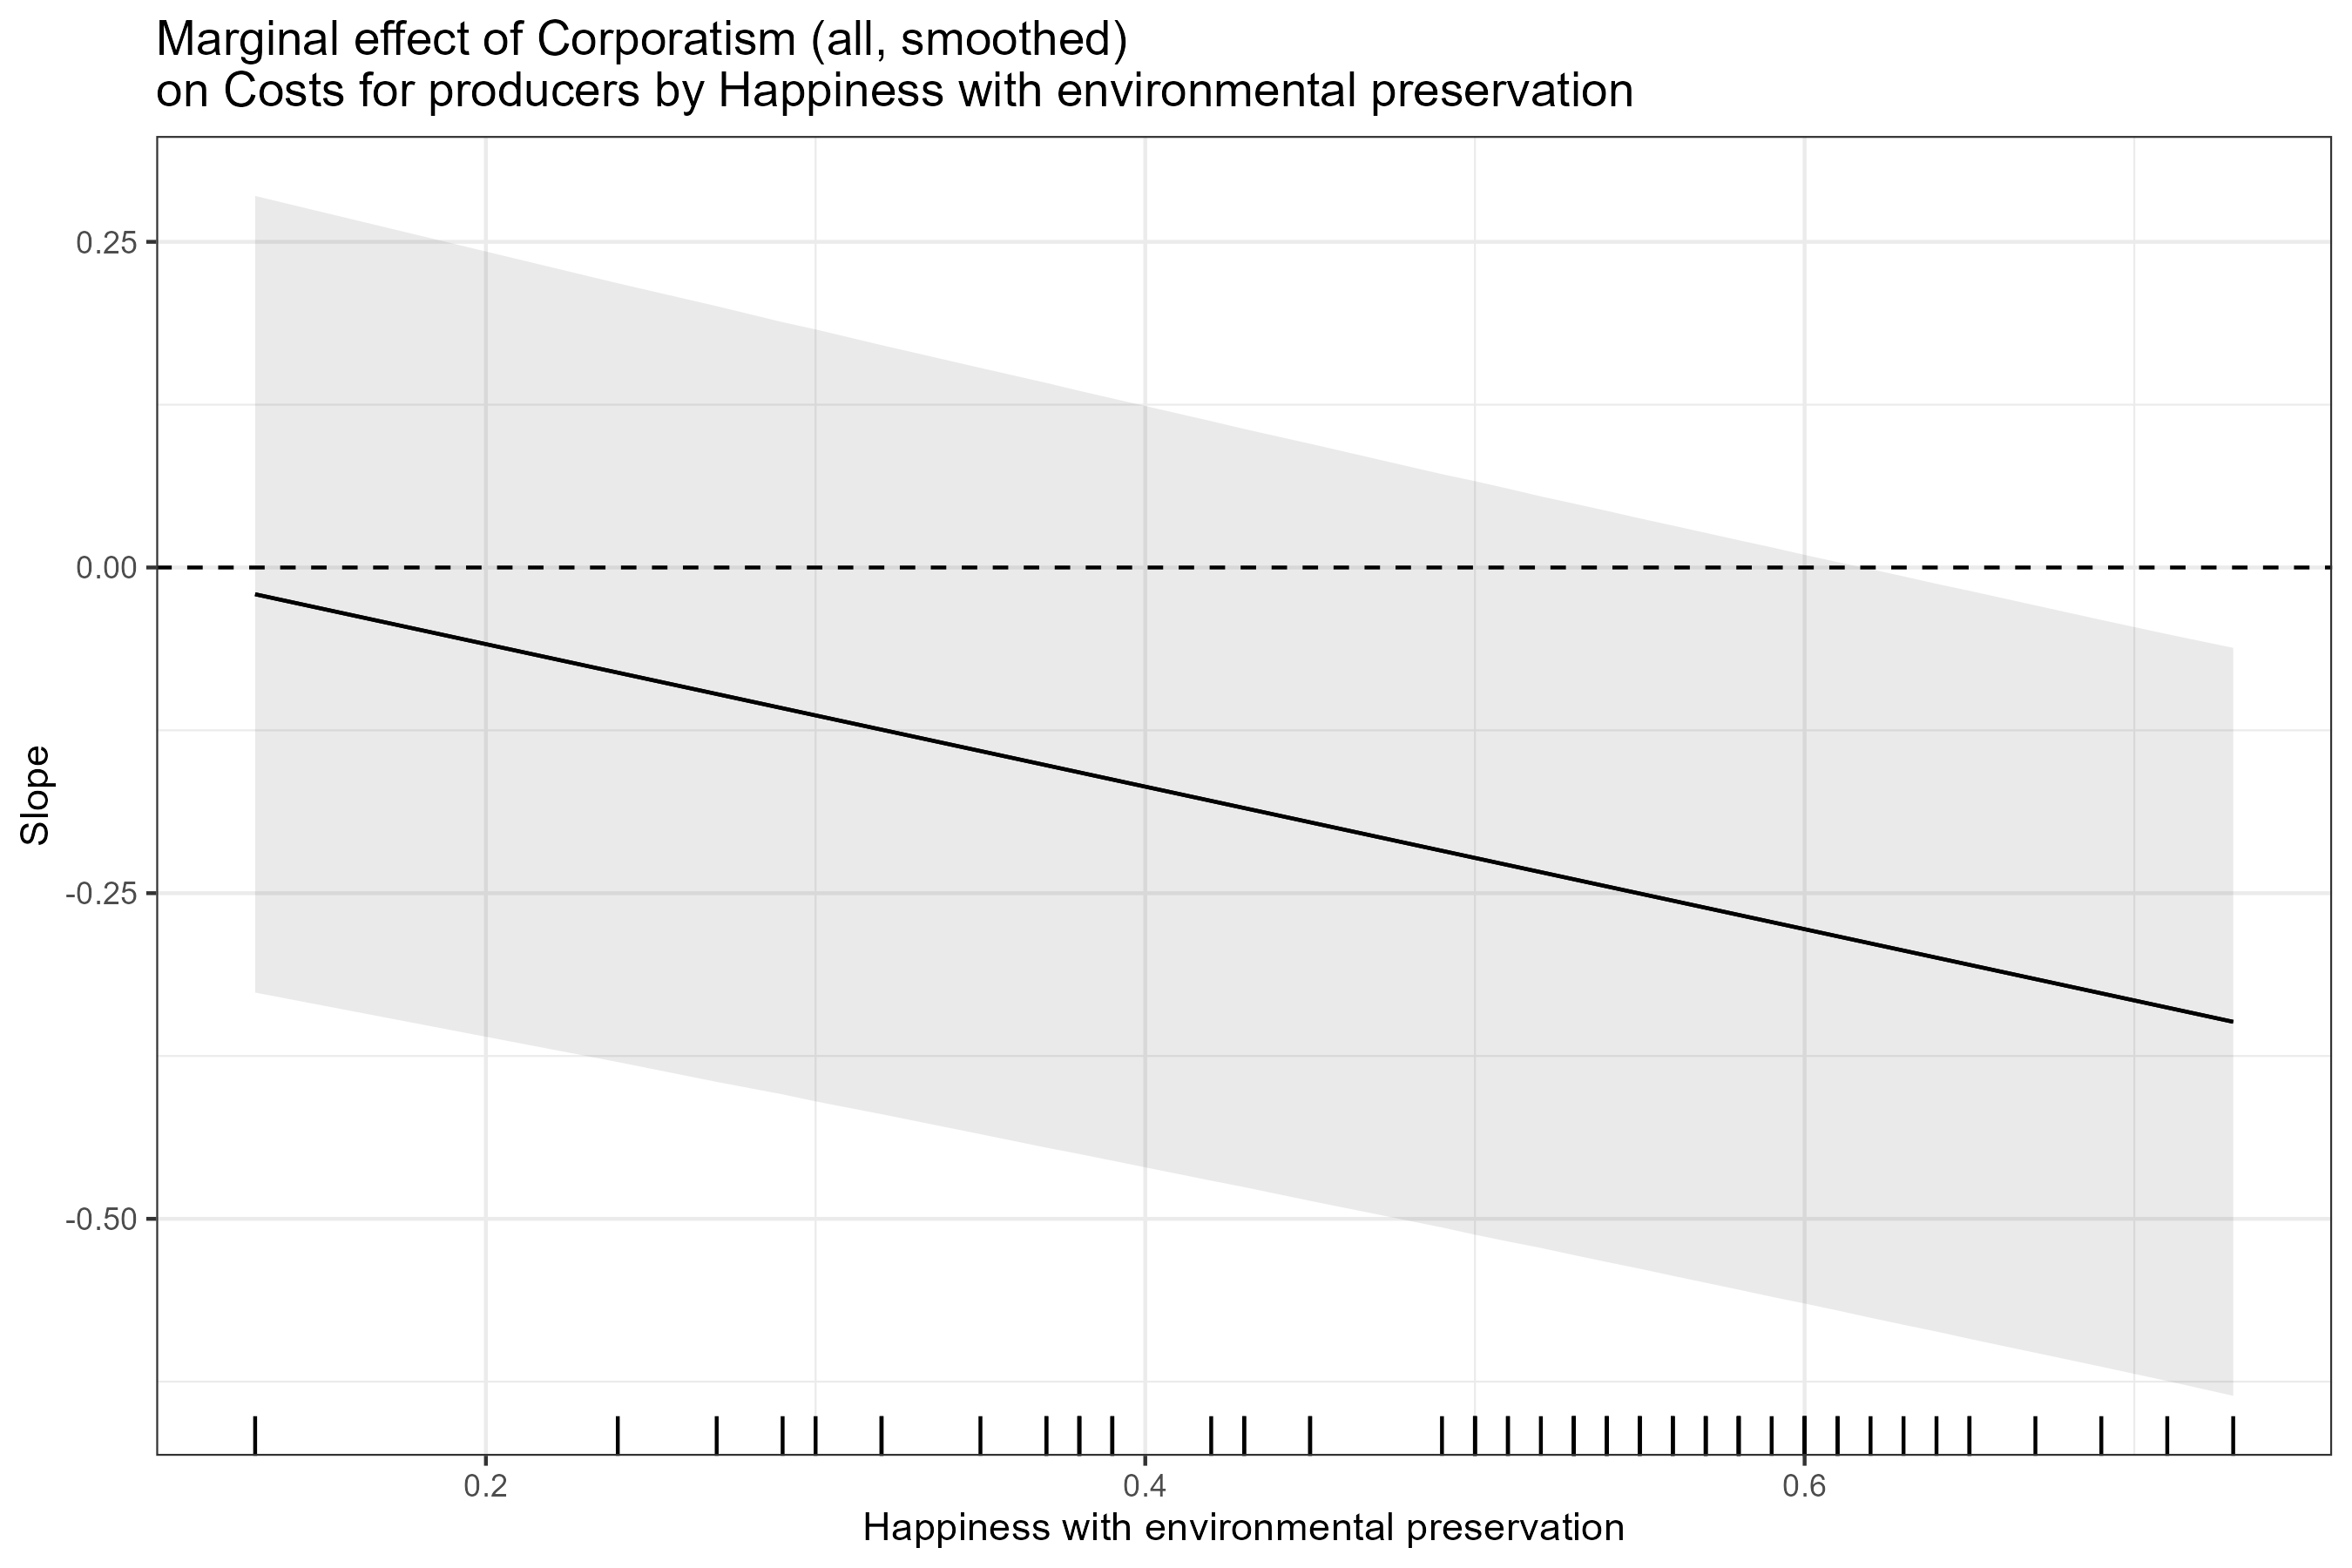 Marginal effect of Corporatism (all, smoothed)
on Costs for producers by Happiness with environmental preservation
0.25
0.00
-0.25
-0.50
Slope
0.2
0.4
0.6
Happiness with environmental preservation